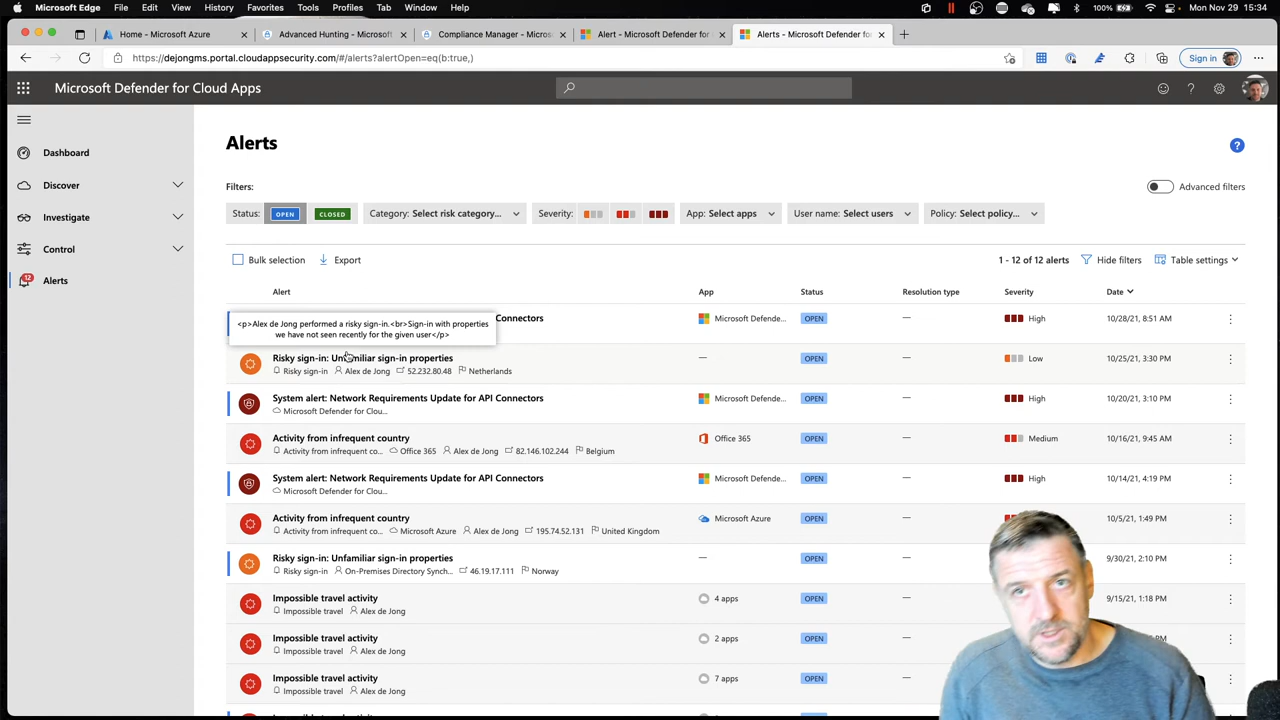 Microsoft Edge File Edit View History Favorites Tools Profiles Tab Window Help 100% Mon Nov 29 15:34
Home - Microsoft Azure
Advanced Hunting - Microsoft
Compliance Manager - Microso
Alert - Microsoft Defender for
Alerts - Microsoft Defender for
https://dejongms.portal.cloudappsecurity.com/#/alerts?alertOpen=eq(b:true,)
Sign in
Microsoft Defender for Cloud Apps
Dashboard
Discover
Investigate
Control
12
Alerts
Alerts
Filters:
Advanced filters
Status: OPEN CLOSED
Category: Select risk category...
Severity:
App: Select apps
User name: Select users
Policy: Select policy...
Bulk selection
Export
1 - 12 of 12 alerts
Hide filters
Table settings
Alert App Status Resolution type Severity Date
<p>Alex de Jong performed a risky sign-in.<br>Sign-in with properties
we have not seen recently for the given user</p>
Connectors Microsoft Defende... OPEN — High 10/28/21, 8:51 AM
Risky sign-in: Unfamiliar sign-in properties — OPEN — Low 10/25/21, 3:30 PM
Risky sign-in Alex de Jong 52.232.80.48 Netherlands
System alert: Network Requirements Update for API Connectors Microsoft Defende... OPEN — High 10/20/21, 3:10 PM
Microsoft Defender for Clou...
Activity from infrequent country Office 365 OPEN — Medium 10/16/21, 9:45 AM
Activity from infrequent co... Office 365 Alex de Jong 82.146.102.244 Belgium
System alert: Network Requirements Update for API Connectors Microsoft Defende... OPEN — High 10/14/21, 4:19 PM
Microsoft Defender for Clou...
Activity from infrequent country Microsoft Azure OPEN — 10/5/21, 1:49 PM
Activity from infrequent co... Microsoft Azure Alex de Jong 195.74.52.131 United Kingdom
Risky sign-in: Unfamiliar sign-in properties — OPEN — 9/30/21, 2:10 PM
Risky sign-in On-Premises Directory Synch... 46.19.17.111 Norway
Impossible travel activity 4 apps OPEN — 9/15/21, 1:18 PM
Impossible travel Alex de Jong
Impossible travel activity 2 apps OPEN — PM
Impossible travel Alex de Jong
Impossible travel activity 7 apps OPEN — PM
Impossible travel Alex de Jong